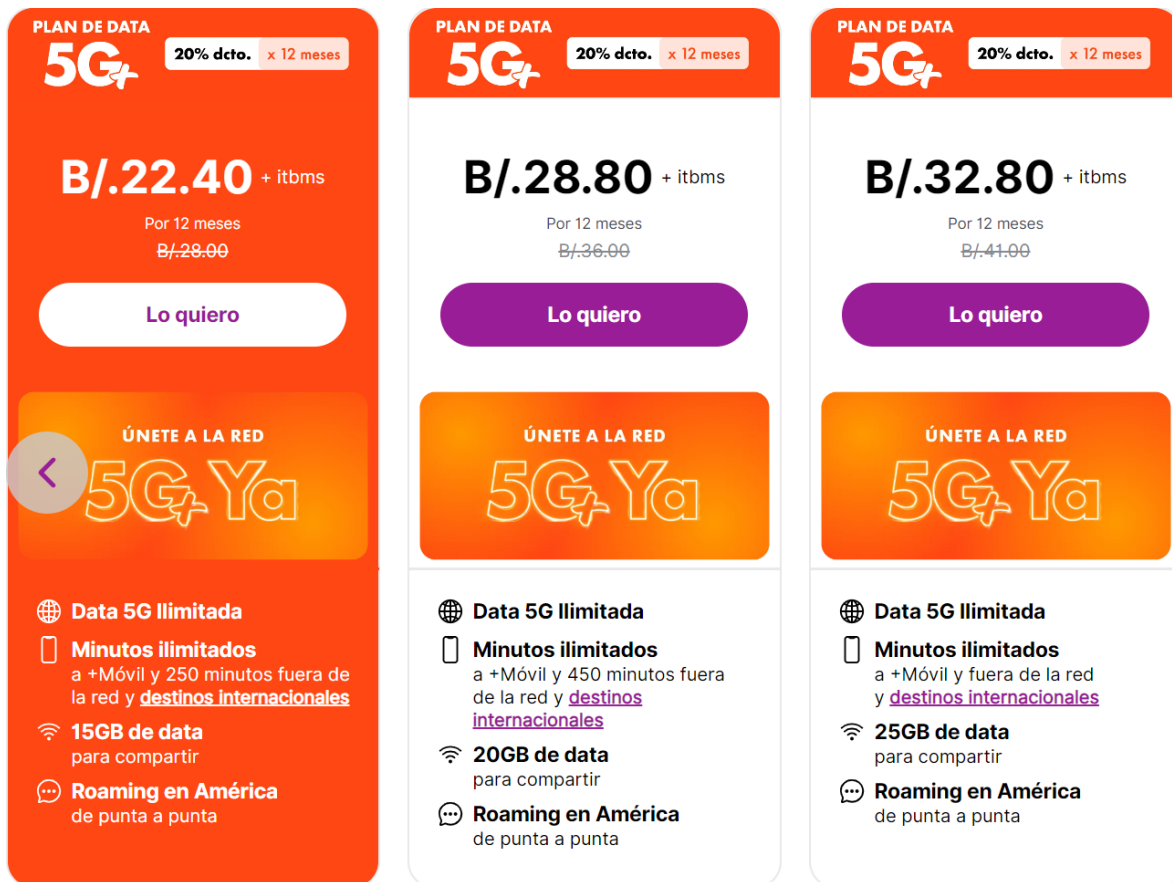 PLAN DE DATA
5G+
20% dcto. x 12 meses
B/.22.40 + itbms
Por 12 meses
B/.28.00
Lo quiero
ÚNETE A LA RED
5G+ Ya
Data 5G Ilimitada
Minutos ilimitados
a +Móvil y 250 minutos fuera de
la red y destinos internacionales
15GB de data
para compartir
Roaming en América
de punta a punta
PLAN DE DATA
5G+
20% dcto. x 12 meses
B/.28.80 + itbms
Por 12 meses
B/.36.00
Lo quiero
ÚNETE A LA RED
5G+ Ya
Data 5G Ilimitada
Minutos ilimitados
a +Móvil y 450 minutos fuera
de la red y destinos
internacionales
20GB de data
para compartir
Roaming en América
de punta a punta
PLAN DE DATA
5G+
20% dcto. x 12 meses
B/.32.80 + itbms
Por 12 meses
B/.41.00
Lo quiero
ÚNETE A LA RED
5G+ Ya
Data 5G Ilimitada
Minutos ilimitados
a +Móvil y fuera de la red
y destinos internacionales
25GB de data
para compartir
Roaming en América
de punta a punta